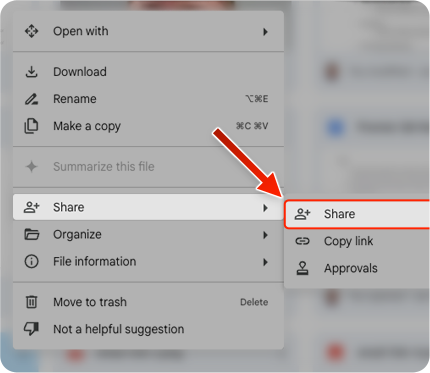 Open with
Download
Rename ⌥⌘E
Make a copy ⌘C ⌘V
Summarize this file
Share
Share
Organize
Copy link
File information
Approvals
Move to trash Delete
Not a helpful suggestion